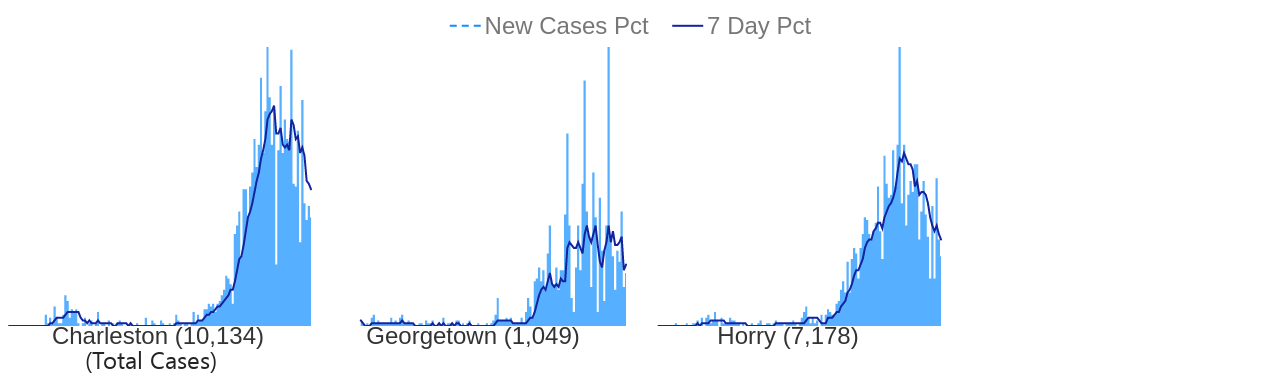 New Cases Pct 7 Day Pct
Charleston (10,134) Georgetown (1,049) Horry (7,178)
(Total Cases)